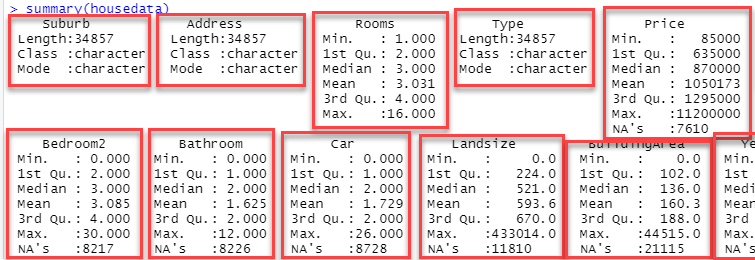 > summary(housedata)
Suburb Address Rooms Type Price
Length:34857 Length:34857 Min. : 1.000 Length:34857 Min. : 85000
Class :character Class :character 1st Qu.: 2.000 Class :character 1st Qu.: 635000
Mode :character Mode :character Median : 3.000 Mode :character Median : 870000
Mean : 3.031 Mean : 1050173
3rd Qu.: 4.000 3rd Qu.: 1295000
Max. :16.000 Max. :11200000
NA's :7610
Bedroom2 Bathroom Car Landsize BuildingArea Ye
Min. : 0.000 Min. : 0.000 Min. : 0.000 Min. : 0.0 Min. : 0.0 Min.
1st Qu.: 2.000 1st Qu.: 1.000 1st Qu.: 1.000 1st Qu.: 224.0 1st Qu.: 102.0 1st
Median : 3.000 Median : 2.000 Median : 2.000 Median : 521.0 Median : 136.0 Medi
Mean : 3.085 Mean : 1.625 Mean : 1.729 Mean : 593.6 Mean : 160.3 Mean
3rd Qu.: 4.000 3rd Qu.: 2.000 3rd Qu.: 2.000 3rd Qu.: 670.0 3rd Qu.: 188.0 3rd
Max. :30.000 Max. :12.000 Max. :26.000 Max. :433014.0 Max. :44515.0 Max.
NA's :8217 NA's :8226 NA's :8728 NA's :11810 NA's :21115 NA's